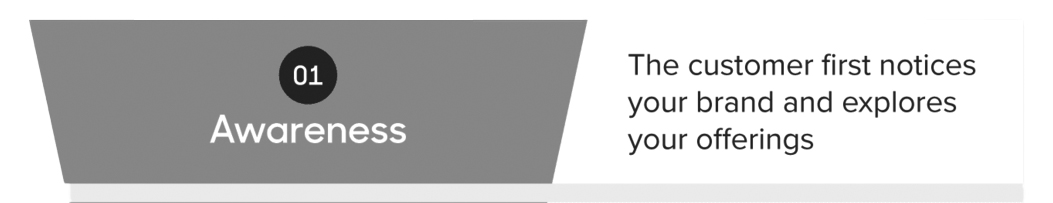 01
Awareness
The customer first notices
your brand and explores
your offerings